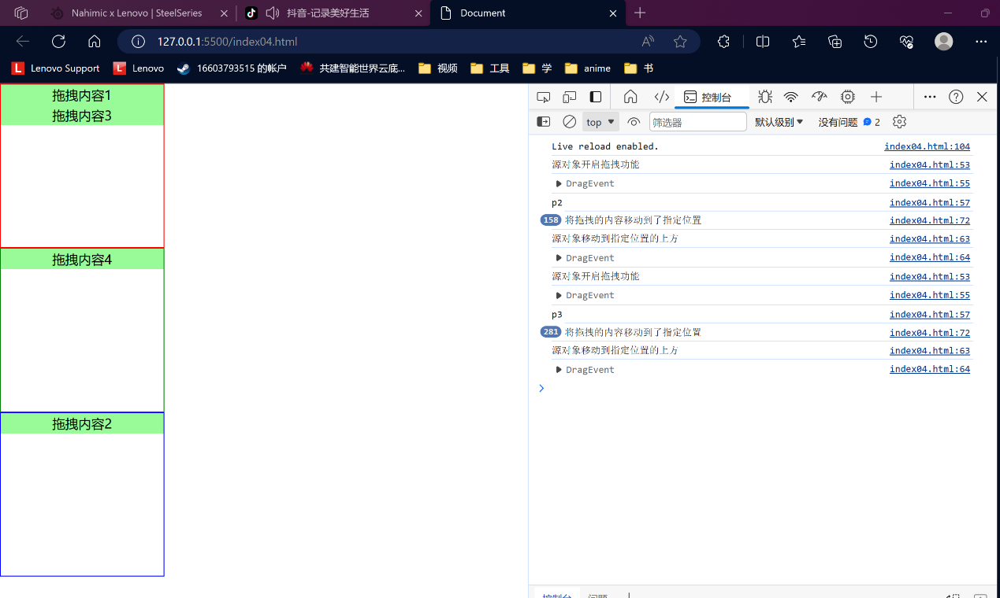 Nahimic x Lenovo | SteelSeries
抖音-记录美好生活
Document
127.0.0.1:5500/index04.html
Lenovo Support
Lenovo
16603793515 的帐户
共建智能世界云底...
视频
工具
学
anime
书
拖拽内容1
拖拽内容3
拖拽内容4
拖拽内容2
控制台
top
筛选器
默认级别
没有问题
2
Live reload enabled. index04.html:104
源对象开启拖拽功能 index04.html:53
DragEvent index04.html:55
p2 index04.html:57
158 将拖拽的内容移动到了指定位置 index04.html:72
源对象移动到指定位置的上方 index04.html:63
DragEvent index04.html:64
源对象开启拖拽功能 index04.html:53
DragEvent index04.html:55
p3 index04.html:57
281 将拖拽的内容移动到了指定位置 index04.html:72
源对象移动到指定位置的上方 index04.html:63
DragEvent index04.html:64